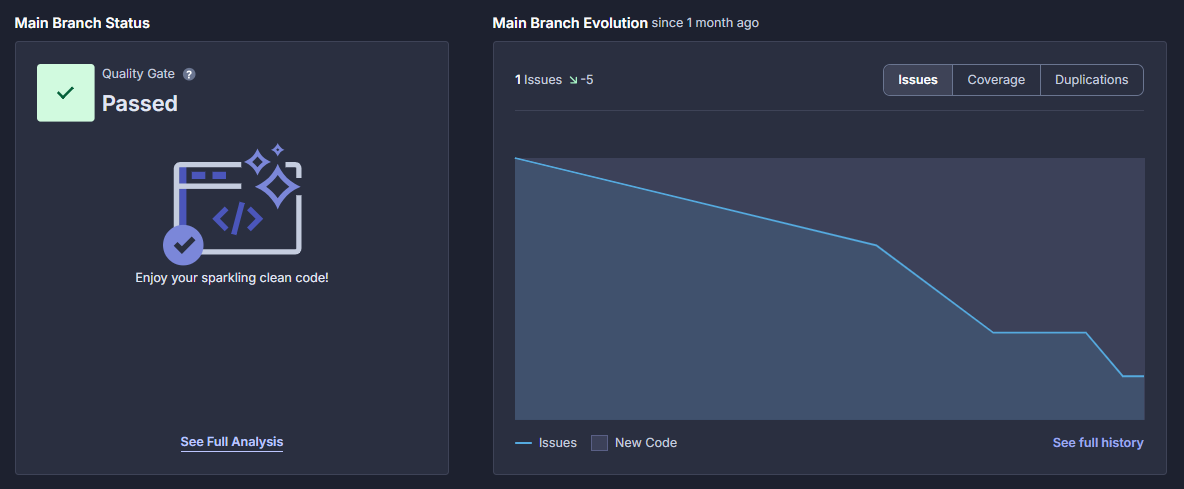 Main Branch Status
Quality Gate ?
Passed
</>
Enjoy your sparkling clean code!
See Full Analysis
Main Branch Evolution since 1 month ago
1 Issues -5
Issues Coverage Duplications
Issues New Code
See full history